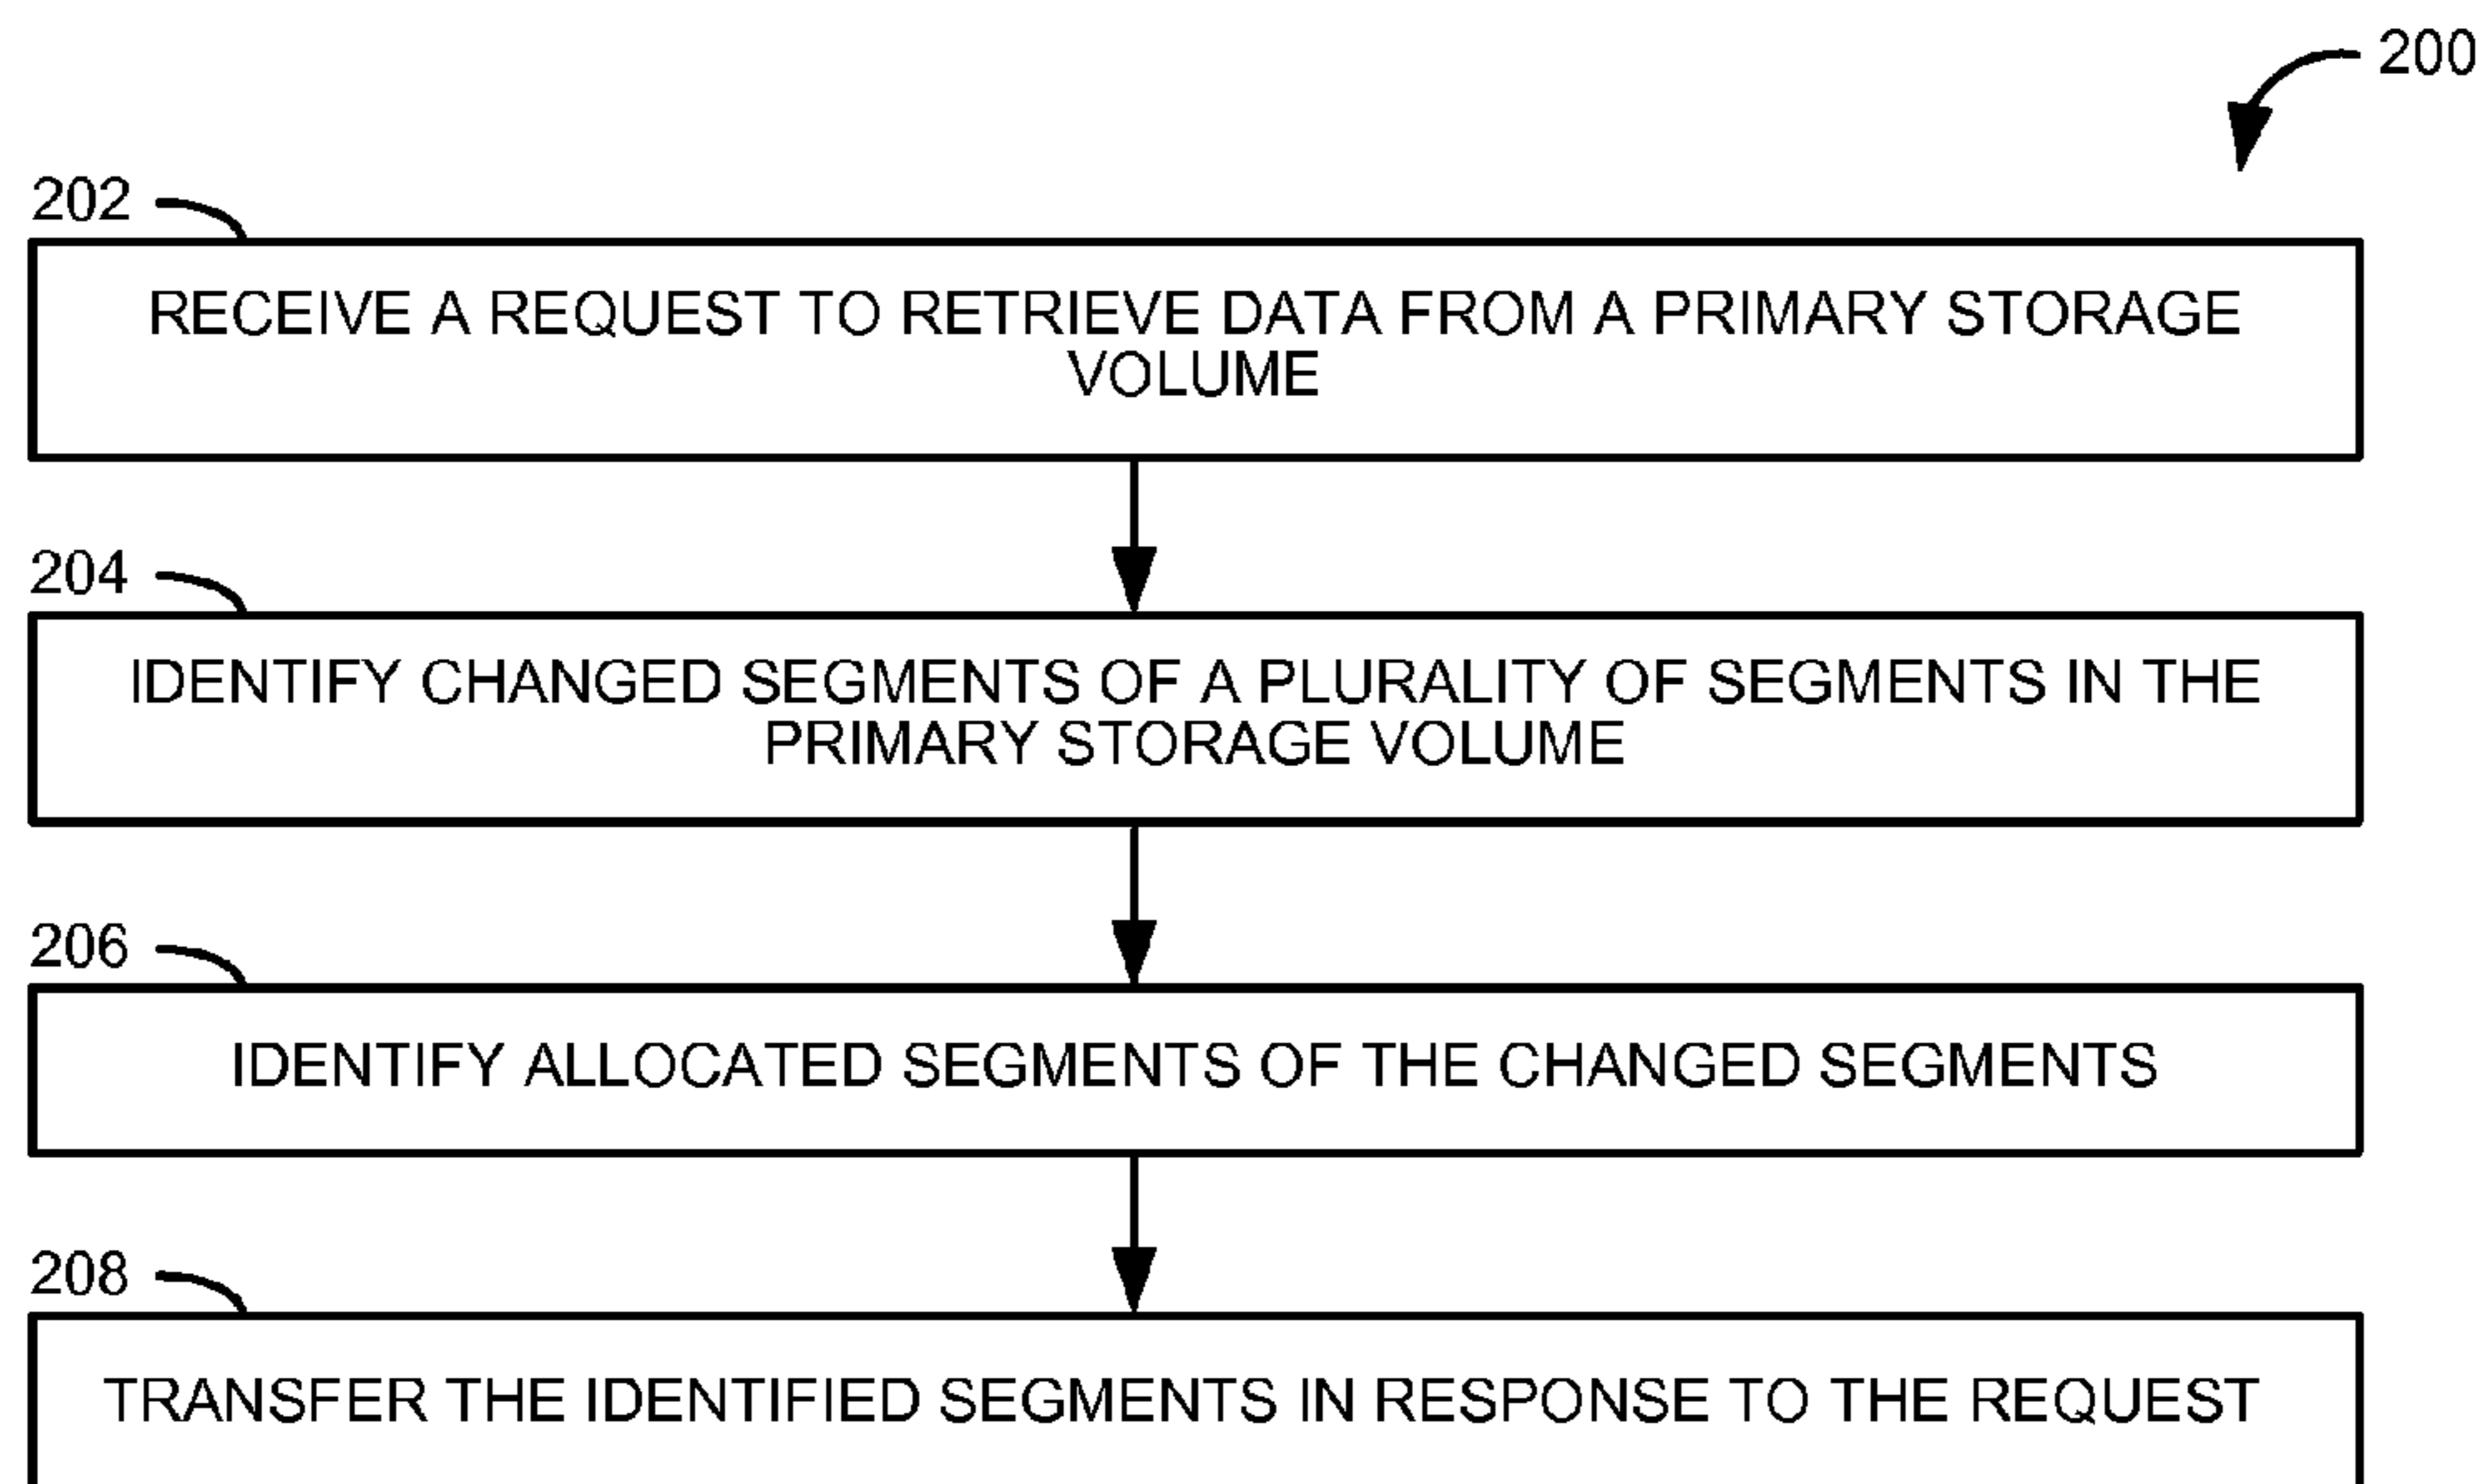 200
202
RECEIVE A REQUEST TO RETRIEVE DATA FROM A PRIMARY STORAGE
VOLUME
204
IDENTIFY CHANGED SEGMENTS OF A PLURALITY OF SEGMENTS IN THE
PRIMARY STORAGE VOLUME
206
IDENTIFY ALLOCATED SEGMENTS OF THE CHANGED SEGMENTS
208
TRANSFER THE IDENTIFIED SEGMENTS IN RESPONSE TO THE REQUEST